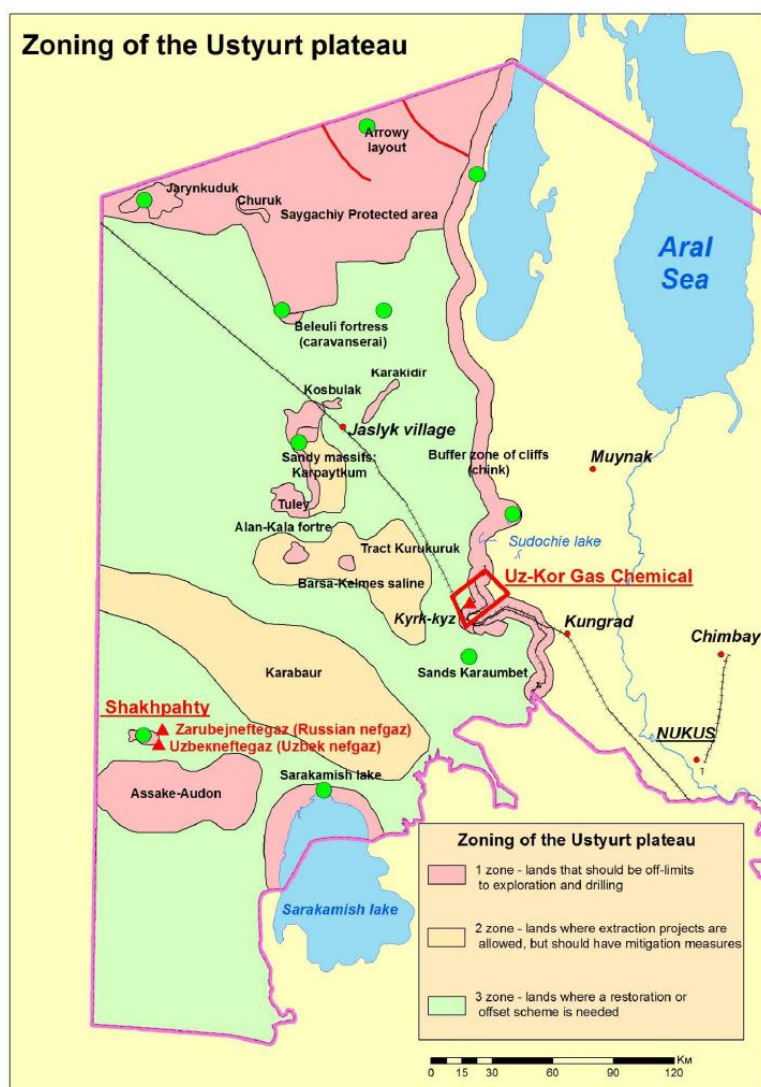 Zoning of the Ustyurt plateau
Arrowy
layout
Jarynkuduk
Churuk
Saygachiy Protected area
Aral
Sea
Beleuli fortress
(caravanserai)
Karakidir
Kosbulak
Jaslyk village
Buffer zone of cliffs
(chink)
Muynak
Sandy massifs:
Karpaytkum
Tuley
Alan-Kala fortre
Tract Kurukuruk
Sudochie lake
Barsa-Kelmes saline
Uz-Kor Gas Chemical
Kyrk-kyz
Kungrad
Chimbay
Sands Karaumbet
Karabaur
Shakhpahty
Zarubejneftegaz (Russian nefgaz)
Uzbekneftegaz (Uzbek nefgaz)
NUKUS
Sarakamish lake
Assake-Audon
Sarakamish lake
Zoning of the Ustyurt plateau
1 zone - lands that should be off-limits
to exploration and drilling
2 zone - lands where extraction projects are
allowed, but should have mitigation measures
3 zone - lands where a restoration or
offset scheme is needed
Км
0 15 30 60 90 120